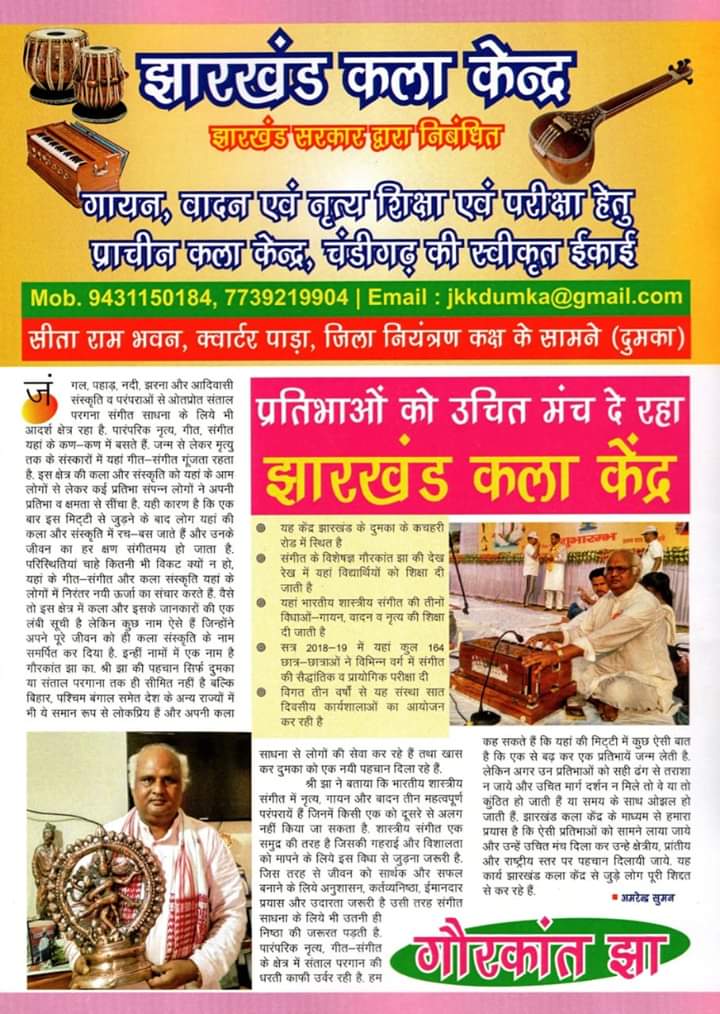 झारखंड कला केन्द्र
झारखंड सरकार द्वारा निबंधित
गायन, वादन एवं नृत्य शिक्षा एवं परीक्षा हेतु
प्राचीन कला केन्द्र, चंडीगढ़ की स्वीकृत ईकाई
Mob. 9431150184, 7739219904 | Email : jkkdumka@gmail.com
सीता राम भवन, क्वार्टर पाड़ा, जिला नियंत्रण कक्ष के सामने (दुमका)
जंगल, पहाड़, नदी, झरना और आदिवासी
संस्कृति व परंपराओं से ओतप्रोत संताल
परगना संगीत साधना के लिये भी
आदर्श क्षेत्र रहा है. पारंपरिक नृत्य, गीत, संगीत
यहां के कण-कण में बसते हैं. जन्म से लेकर मृत्यु
तक के संस्कारों में यहां गीत-संगीत गूंजता रहता
है. इस क्षेत्र की कला और संस्कृति को यहां के आम
लोगों से लेकर कई प्रतिभा संपन्न लोगों ने अपनी
प्रतिभा व क्षमता से सींचा है. यही कारण है कि एक
बार इस मिट्टी से जुड़ने के बाद लोग यहां की
कला और संस्कृति में रच-बस जाते हैं और उनके
जीवन का हर क्षण संगीतमय हो जाता है.
परिस्थितियां चाहे कितनी भी विकट क्यों न हो,
यहां के गीत-संगीत और कला संस्कृति यहां के
लोगों में निरंतर नयी ऊर्जा का संचार करते हैं. वैसे
तो इस क्षेत्र में कला और इसके जानकारों की एक
लंबी सूची है लेकिन कुछ नाम ऐसे हैं जिन्होंने
अपने पूरे जीवन को ही कला संस्कृति के नाम
समर्पित कर दिया है. इन्हीं नामों में एक नाम है
गौरकांत झा का. श्री झा की पहचान सिर्फ दुमका
या संताल परगना तक ही सीमित नहीं है बल्कि
बिहार, पश्चिम बंगाल समेत देश के अन्य राज्यों में
भी ये समान रूप से लोकप्रिय हैं और अपनी कला
प्रतिभाओं को उचित मंच दे रहा
झारखंड कला केंद्र
यह केंद्र झारखंड के दुमका के कचहरी
रोड में स्थित है
संगीत के विशेषज्ञ गौरकांत झा की देख
रेख में यहां विद्यार्थियों को शिक्षा दी
जाती है
यहां भारतीय शास्त्रीय संगीत की तीनों
विधाओं-गायन, वादन व नृत्य की शिक्षा
दी जाती है
सत्र 2018-19 में यहां कुल 164
छात्र-छात्राओं ने विभिन्न वर्ग में संगीत
की सैद्धांतिक व प्रायोगिक परीक्षा दी
विगत तीन वर्षों से यह संस्था सात
दिवसीय कार्यशालाओं का आयोजन
कर रही है
शुभारम्भ
साधना से लोगों की सेवा कर रहे हैं तथा खास
कर दुमका को एक नयी पहचान दिला रहे हैं.
श्री झा ने बताया कि भारतीय शास्त्रीय
संगीत में नृत्य, गायन और वादन तीन महत्वपूर्ण
परंपरायें हैं जिनमें किसी एक को दूसरे से अलग
नहीं किया जा सकता है. शास्त्रीय संगीत एक
समुद्र की तरह है जिसकी गहराई और विशालता
को मापने के लिये इस विधा से जुड़ना जरूरी है.
जिस तरह से जीवन को सार्थक और सफल
बनाने के लिये अनुशासन, कर्तव्यनिष्ठा, ईमानदार
प्रयास और उदारता जरूरी है उसी तरह संगीत
साधना के लिये भी उतनी ही
निष्ठा की जरूरत पड़ती है.
पारंपरिक नृत्य, गीत-संगीत
के क्षेत्र में संताल परगान की
धरती काफी उर्वर रही है. हम
कह सकते हैं कि यहां की मिट्टी में कुछ ऐसी बात
है कि एक से बढ़ कर एक प्रतिभायें जन्म लेती है.
लेकिन अगर उन प्रतिभाओं को सही ढंग से तराशा
न जाये और उचित मार्ग दर्शन न मिले तो वे या तो
कुंठित हो जाती हैं या समय के साथ ओझल हो
जाती हैं. झारखंड कला केंद्र के माध्यम से हमारा
प्रयास है कि ऐसी प्रतिभाओं को सामने लाया जाये
और उन्हें उचित मंच दिला कर उन्हे क्षेत्रीय, प्रांतीय
और राष्ट्रीय स्तर पर पहचान दिलायी जाये. यह
कार्य झारखंड कला केंद्र से जुड़े लोग पूरी शिद्दत
से कर रहे हैं.
अमरेन्द्र सुमन
गौरकांत झा